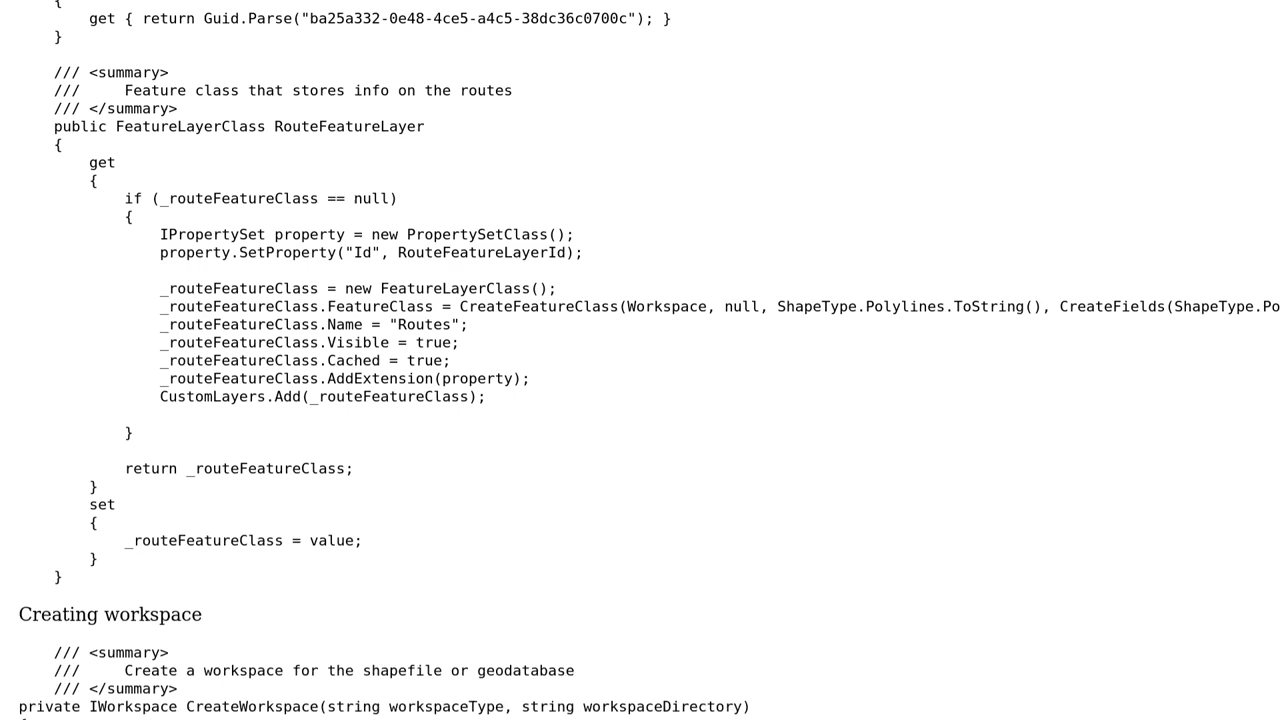 {
get { return Guid.Parse("ba25a332-0e48-4ce5-a4c5-38dc36c0700c"); }
}
/// <summary>
///     Feature class that stores info on the routes
/// </summary>
public FeatureLayerClass RouteFeatureLayer
{
get
{
if (_routeFeatureClass == null)
{
IPropertySet property = new PropertySetClass();
property.SetProperty("Id", RouteFeatureLayerId);
_routeFeatureClass = new FeatureLayerClass();
_routeFeatureClass.FeatureClass = CreateFeatureClass(Workspace, null, ShapeType.Polylines.ToString(), CreateFields(ShapeType.Po
_routeFeatureClass.Name = "Routes";
_routeFeatureClass.Visible = true;
_routeFeatureClass.Cached = true;
_routeFeatureClass.AddExtension(property);
CustomLayers.Add(_routeFeatureClass);
}
return _routeFeatureClass;
}
set
{
_routeFeatureClass = value;
}
}
Creating workspace
/// <summary>
///     Create a workspace for the shapefile or geodatabase
/// </summary>
private IWorkspace CreateWorkspace(string workspaceType, string workspaceDirectory)
{